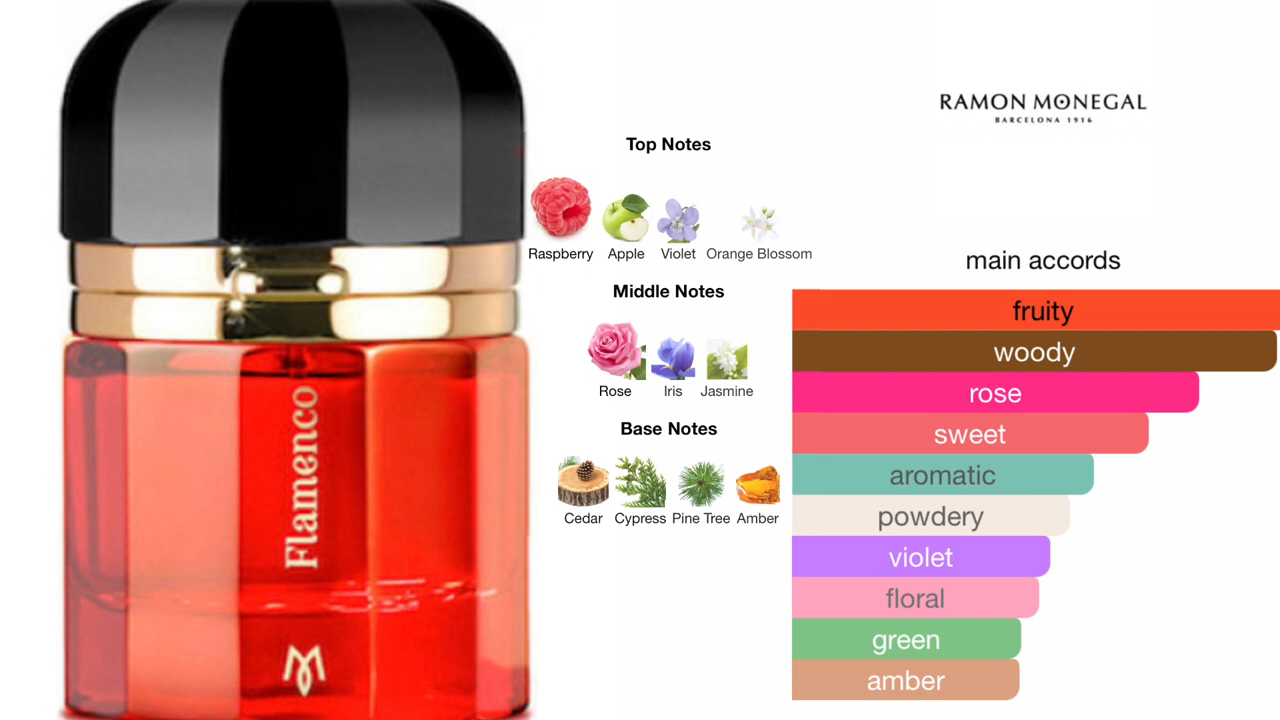 Flamenco
Top Notes
Raspberry Apple Violet Orange Blossom
Middle Notes
Rose Iris Jasmine
Base Notes
Cedar Cypress Pine Tree Amber
RAMON MONEGAL
BARCELONA 1916
main accords
fruity
woody
rose
sweet
aromatic
powdery
violet
floral
green
amber